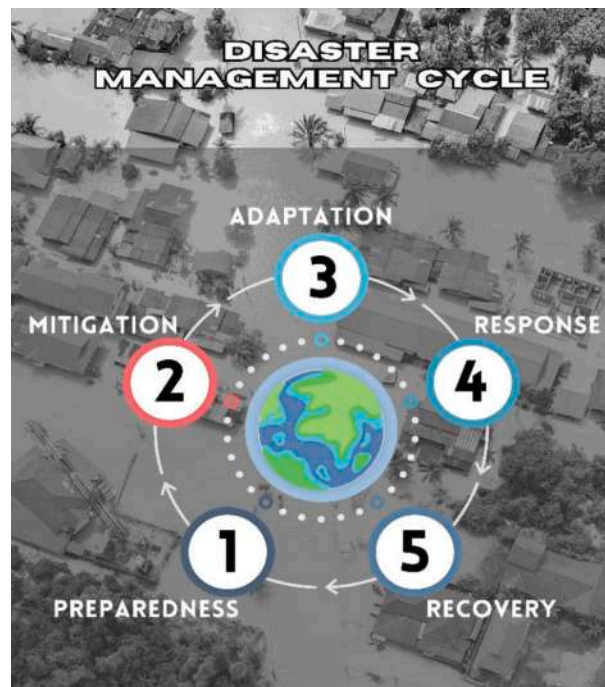 DISASTER
MANAGEMENT CYCLE
ADAPTATION
3
MITIGATION
RESPONSE
2
4
1
5
PREPAREDNESS
RECOVERY